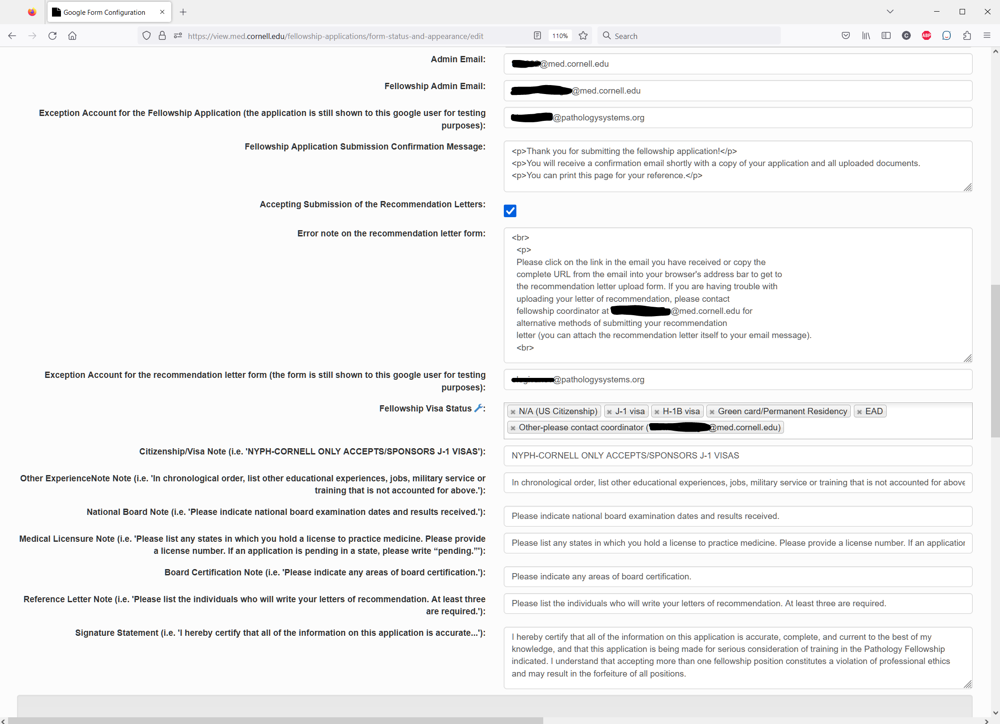 Google Form Configuration
https://view.med.cornell.edu/fellowship-applications/form-status-and-appearance/edit
110%
Search
C
ABP
Admin Email:
@med.cornell.edu
Fellowship Admin Email:
@med.cornell.edu
Exception Account for the Fellowship Application (the application is still shown to this google user for testing
purposes):
@pathologysystems.org
Fellowship Application Submission Confirmation Message:
<p>Thank you for submitting the fellowship application!</p>
<p>You will receive a confirmation email shortly with a copy of your application and all uploaded documents.
<p>You can print this page for your reference.</p>
Accepting Submission of the Recommendation Letters:
Error note on the recommendation letter form:
<br>
<p>
Please click on the link in the email you have received or copy the
complete URL from the email into your browser's address bar to get to
the recommendation letter upload form. If you are having trouble with
uploading your letter of recommendation, please contact
fellowship coordinator at @med.cornell.edu for
alternative methods of submitting your recommendation
letter (you can attach the recommendation letter itself to your email message).
<br>
Exception Account for the recommendation letter form (the form is still shown to this google user for testing
purposes):
@pathologysystems.org
Fellowship Visa Status :
N/A (US Citizenship) J-1 visa H-1B visa Green card/Permanent Residency EAD
Other-please contact coordinator ( @med.cornell.edu)
Citizenship/Visa Note (i.e. 'NYPH-CORNELL ONLY ACCEPTS/SPONSORS J-1 VISAS'):
NYPH-CORNELL ONLY ACCEPTS/SPONSORS J-1 VISAS
Other ExperienceNote Note (i.e. 'In chronological order, list other educational experiences, jobs, military service or
training that is not accounted for above.'):
In chronological order, list other educational experiences, jobs, military service or training that is not accounted for above
National Board Note (i.e. 'Please indicate national board examination dates and results received.'):
Please indicate national board examination dates and results received.
Medical Licensure Note (i.e. 'Please list any states in which you hold a license to practice medicine. Please provide
a license number. If an application is pending in a state, please write “pending.”'):
Please list any states in which you hold a license to practice medicine. Please provide a license number. If an application
Board Certification Note (i.e. 'Please indicate any areas of board certification.'):
Please indicate any areas of board certification.
Reference Letter Note (i.e. 'Please list the individuals who will write your letters of recommendation. At least three
are required.'):
Please list the individuals who will write your letters of recommendation. At least three are required.
Signature Statement (i.e. 'I hereby certify that all of the information on this application is accurate...'):
I hereby certify that all of the information on this application is accurate, complete, and current to the best of my
knowledge, and that this application is being made for serious consideration of training in the Pathology Fellowship
indicated. I understand that accepting more than one fellowship position constitutes a violation of professional ethics
and may result in the forfeiture of all positions.